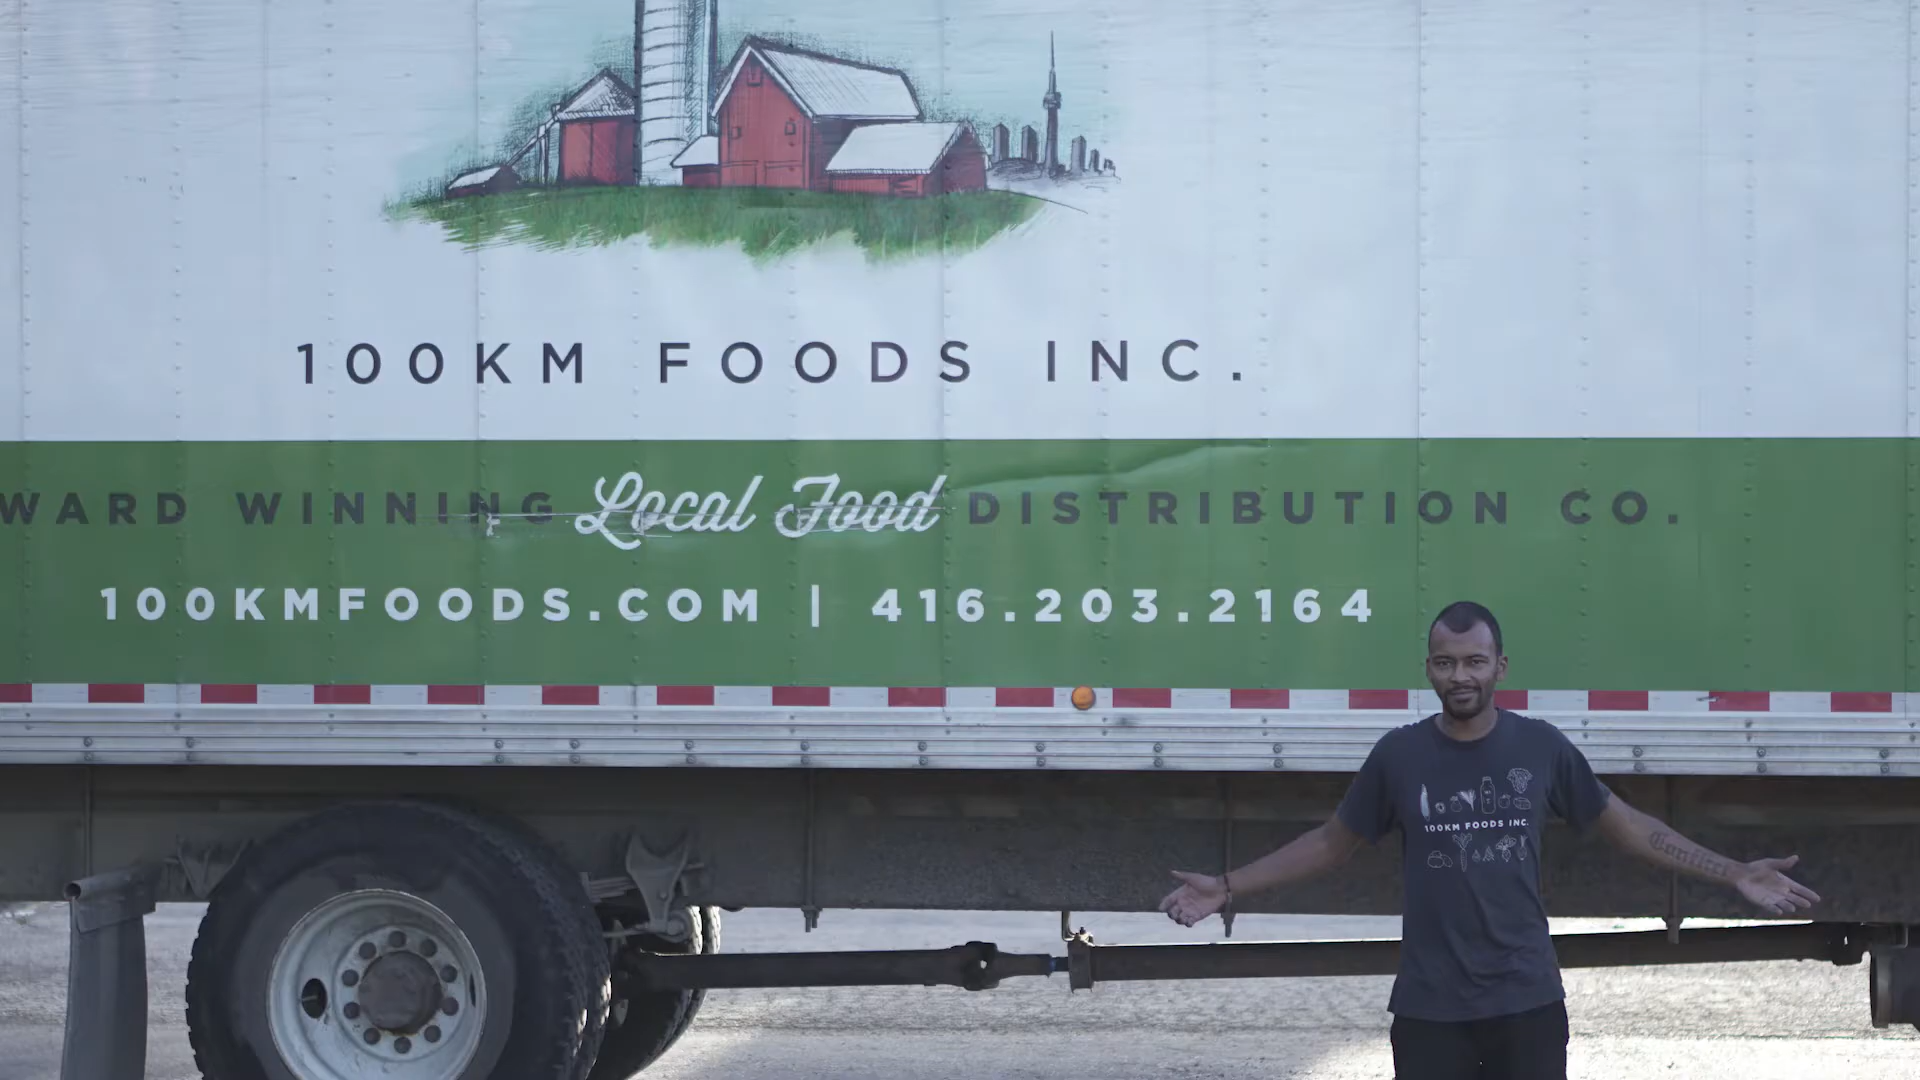 100KM FOODS INC.
WARD WINNING Local Food DISTRIBUTION CO.
100KMFOODS.COM | 416.203.2164
100KM FOODS INC.